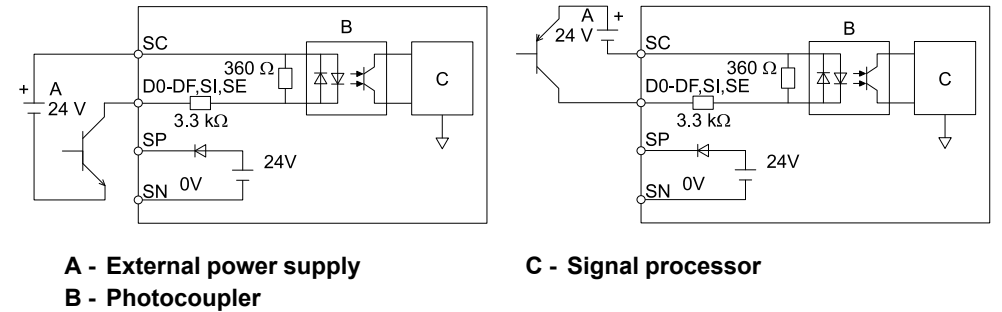 B
SC
A
+
24 V
360 Ω
C
D0-DF,SI,SE
3.3 kΩ
SP
24V
0V
SN
A
+
24 V
B
SC
360 Ω
C
D0-DF,SI,SE
3.3 kΩ
SP
24V
0V
SN
A - External power supply
B - Photocoupler
C - Signal processor